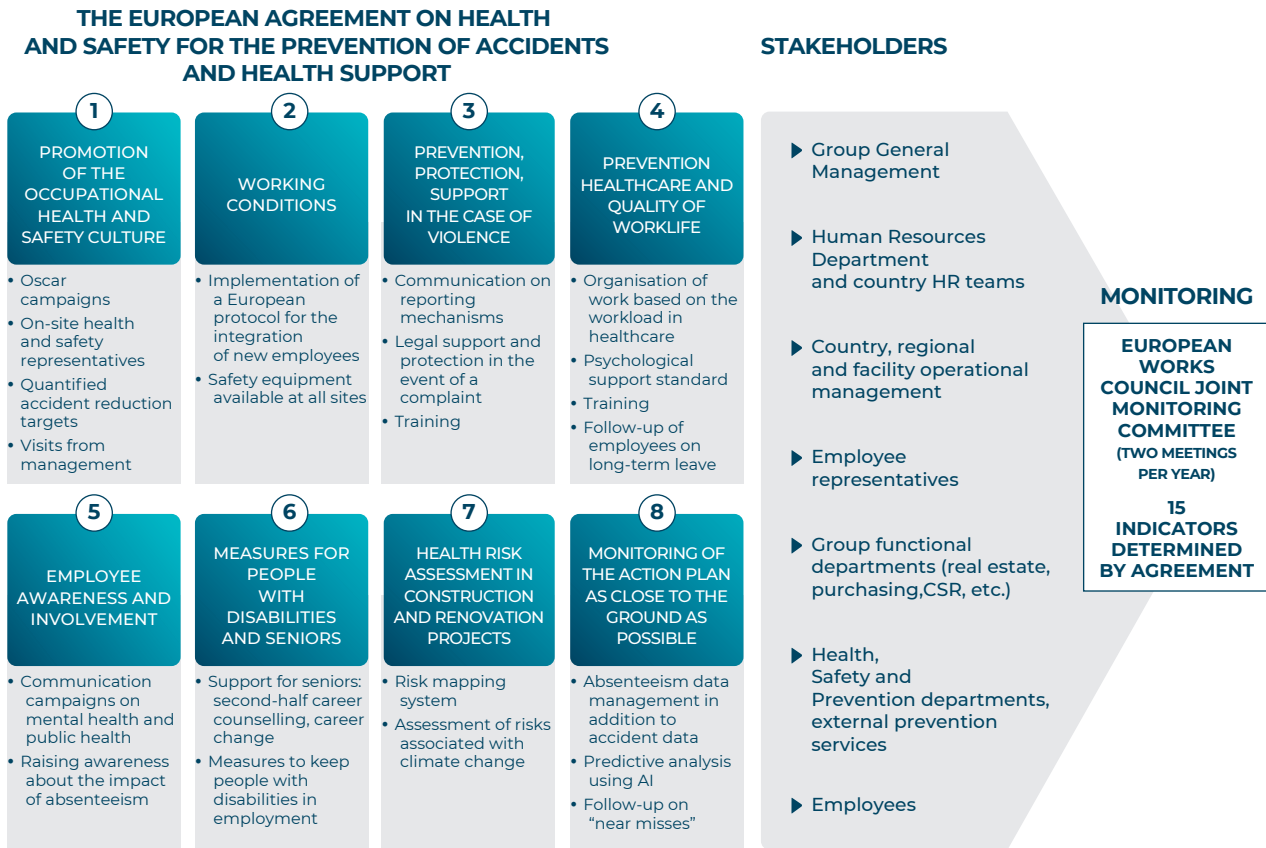 THE EUROPEAN AGREEMENT ON HEALTH
AND SAFETY FOR THE PREVENTION OF ACCIDENTS
AND HEALTH SUPPORT
1
PROMOTION
OF THE
OCCUPATIONAL
HEALTH AND
SAFETY CULTURE
• Oscar
campaigns
• On-site health
and safety
representatives
• Quantified
accident reduction
targets
• Visits from
management
2
WORKING
CONDITIONS
• Implementation of
a European
protocol for the
integration
of new employees
• Safety equipment
available at all sites
3
PREVENTION,
PROTECTION,
SUPPORT
IN THE CASE OF
VIOLENCE
• Communication on
reporting
mechanisms
• Legal support and
protection in the
event of a
complaint
• Training
4
PREVENTION
HEALTHCARE AND
QUALITY OF
WORKLIFE
• Organisation of
work based on the
workload in
healthcare
• Psychological
support standard
• Training
• Follow-up of
employees on
long-term leave
5
EMPLOYEE
AWARENESS AND
INVOLVEMENT
• Communication
campaigns on
mental health and
public health
• Raising awareness
about the impact
of absenteeism
6
MEASURES FOR
PEOPLE
WITH
DISABILITIES
AND SENIORS
• Support for seniors:
second-half career
counselling, career
change
• Measures to keep
people with
disabilities in
employment
7
HEALTH RISK
ASSESSMENT IN
CONSTRUCTION
AND RENOVATION
PROJECTS
• Risk mapping
system
• Assessment of risks
associated with
climate change
8
MONITORING OF
THE ACTION PLAN
AS CLOSE TO THE
GROUND AS
POSSIBLE
• Absenteeism data
management in
addition to
accident data
• Predictive analysis
using AI
• Follow-up on
“near misses”
STAKEHOLDERS
Group General
Management
Human Resources
Department
and country HR teams
Country, regional
and facility operational
management
Employee
representatives
Group functional
departments (real estate,
purchasing,CSR, etc.)
Health,
Safety and
Prevention departments,
external prevention
services
Employees
MONITORING
EUROPEAN
WORKS
COUNCIL JOINT
MONITORING
COMMITTEE
(TWO MEETINGS
PER YEAR)
15
INDICATORS
DETERMINED
BY AGREEMENT